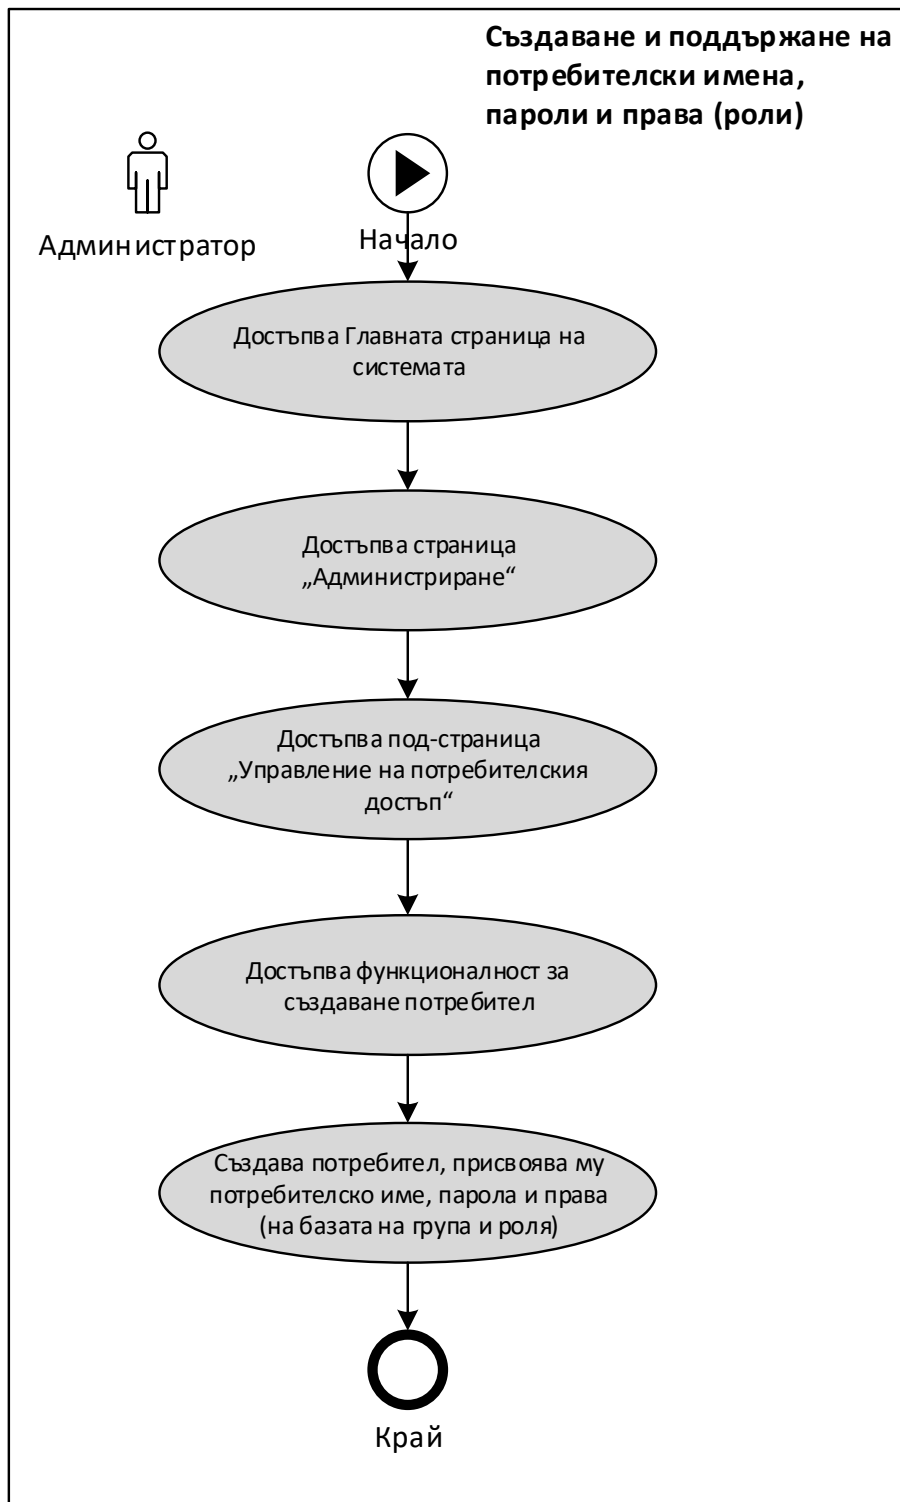 Създаване и поддържане на
потребителски имена,
пароли и права (роли)
Администратор
Начало
Достъпва Главната страница на
системата
Достъпва страница
„Администриране“
Достъпва под-страница
„Управление на потребителския
достъп“
Достъпва функционалност за
създаване потребител
Създава потребител, присвоява му
потребителско име, парола и права
(на базата на група и роля)
Край